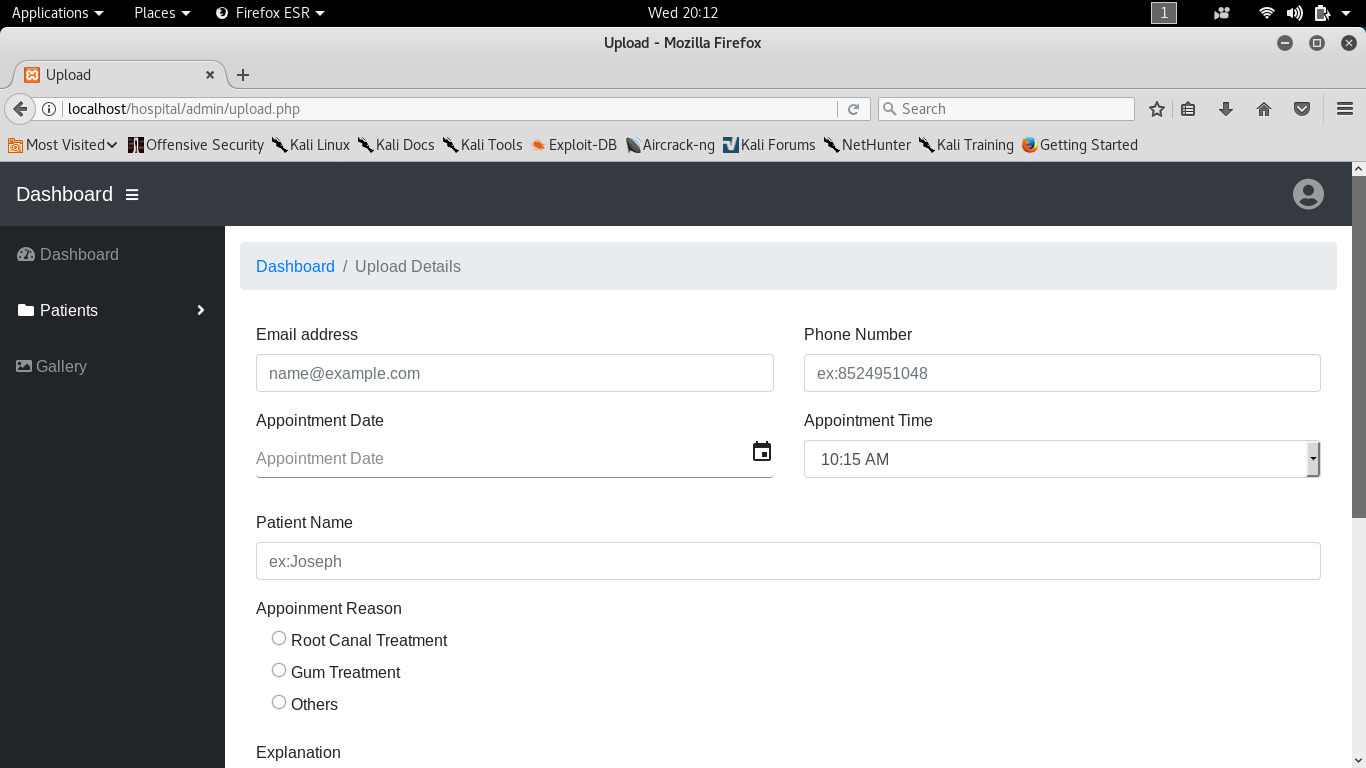 Applications Places Firefox ESR Wed 20:12 1
Upload - Mozilla Firefox
Upload
localhost/hospital/admin/upload.php Search
Most Visited Offensive Security Kali Linux Kali Docs Kali Tools Exploit-DB Aircrack-ng Kali Forums NetHunter Kali Training Getting Started
Dashboard
Dashboard
Patients
Gallery
Dashboard / Upload Details
Email address Phone Number
name@example.com ex:8524951048
Appointment Date Appointment Time
Appointment Date 10:15 AM
Patient Name
ex:Joseph
Appoinment Reason
Root Canal Treatment
Gum Treatment
Others
Explanation